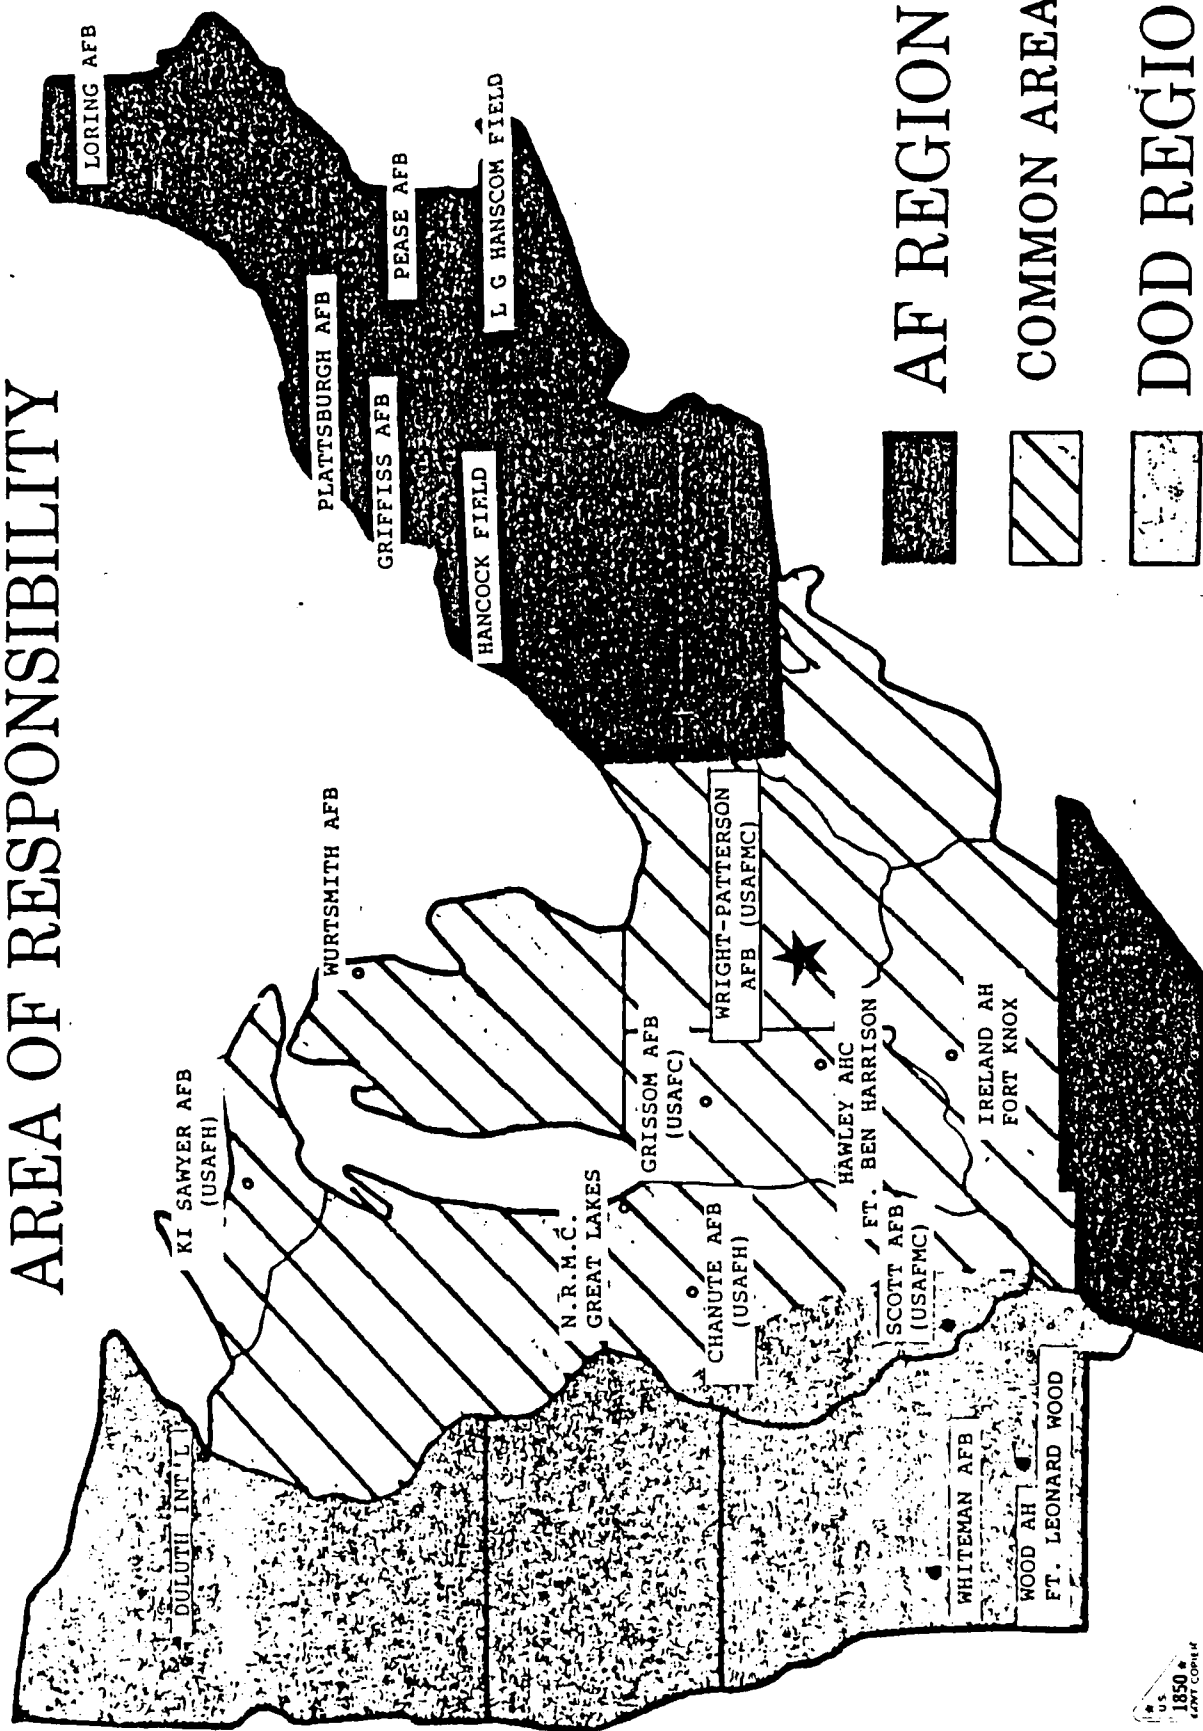 AREA OF RESPONSIBILITY
LORING AFB
PLATTSBURGH AFB
PEASE AFB
GRIFFISS AFB
L G HANSCOM FIELD
HANCOCK FIELD
WURTSMITH AFB
KI SAWYER AFB
(USAFH)
DULUTH INT'L
N.R.M.C.
GREAT LAKES
GRISSOM AFB
(USAFC)
WRIGHT-PATTERSON
AFB (USAFMC)
CHANUTE AFB
(USAFH)
HAWLEY AHC
FT. BEN HARRISON
SCOTT AFB
(USAFMC)
IRELAND AH
FORT KNOX
WHITEMAN AFB
WOOD AH
FT. LEONARD WOOD
AF REGION
COMMON AREA
DOD REGIO
U.S.
1850